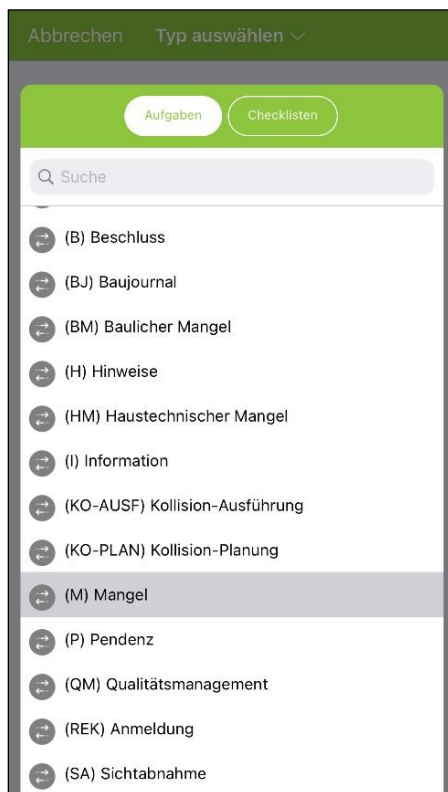 Abbrechen Typ auswählen
Aufgaben Checklisten
Suche
(B) Beschluss
(BJ) Baujournal
(BM) Baulicher Mangel
(H) Hinweise
(HM) Haustechnischer Mangel
(I) Information
(KO-AUSF) Kollision-Ausführung
(KO-PLAN) Kollision-Planung
(M) Mangel
(P) Pendenz
(QM) Qualitätsmanagement
(REK) Anmeldung
(SA) Sichtabnahme